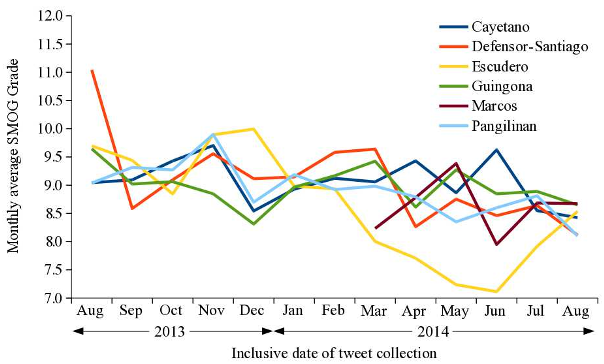 Monthly average SMOG Grade
12.0
11.5
11.0
10.5
10.0
9.5
9.0
8.5
8.0
7.5
7.0
Cayetano
Defensor-Santiago
Escudero
Guingona
Marcos
Pangilinan
Aug Sep Oct Nov Dec Jan Feb Mar Apr May Jun Jul Aug
2013 2014
Inclusive date of tweet collection